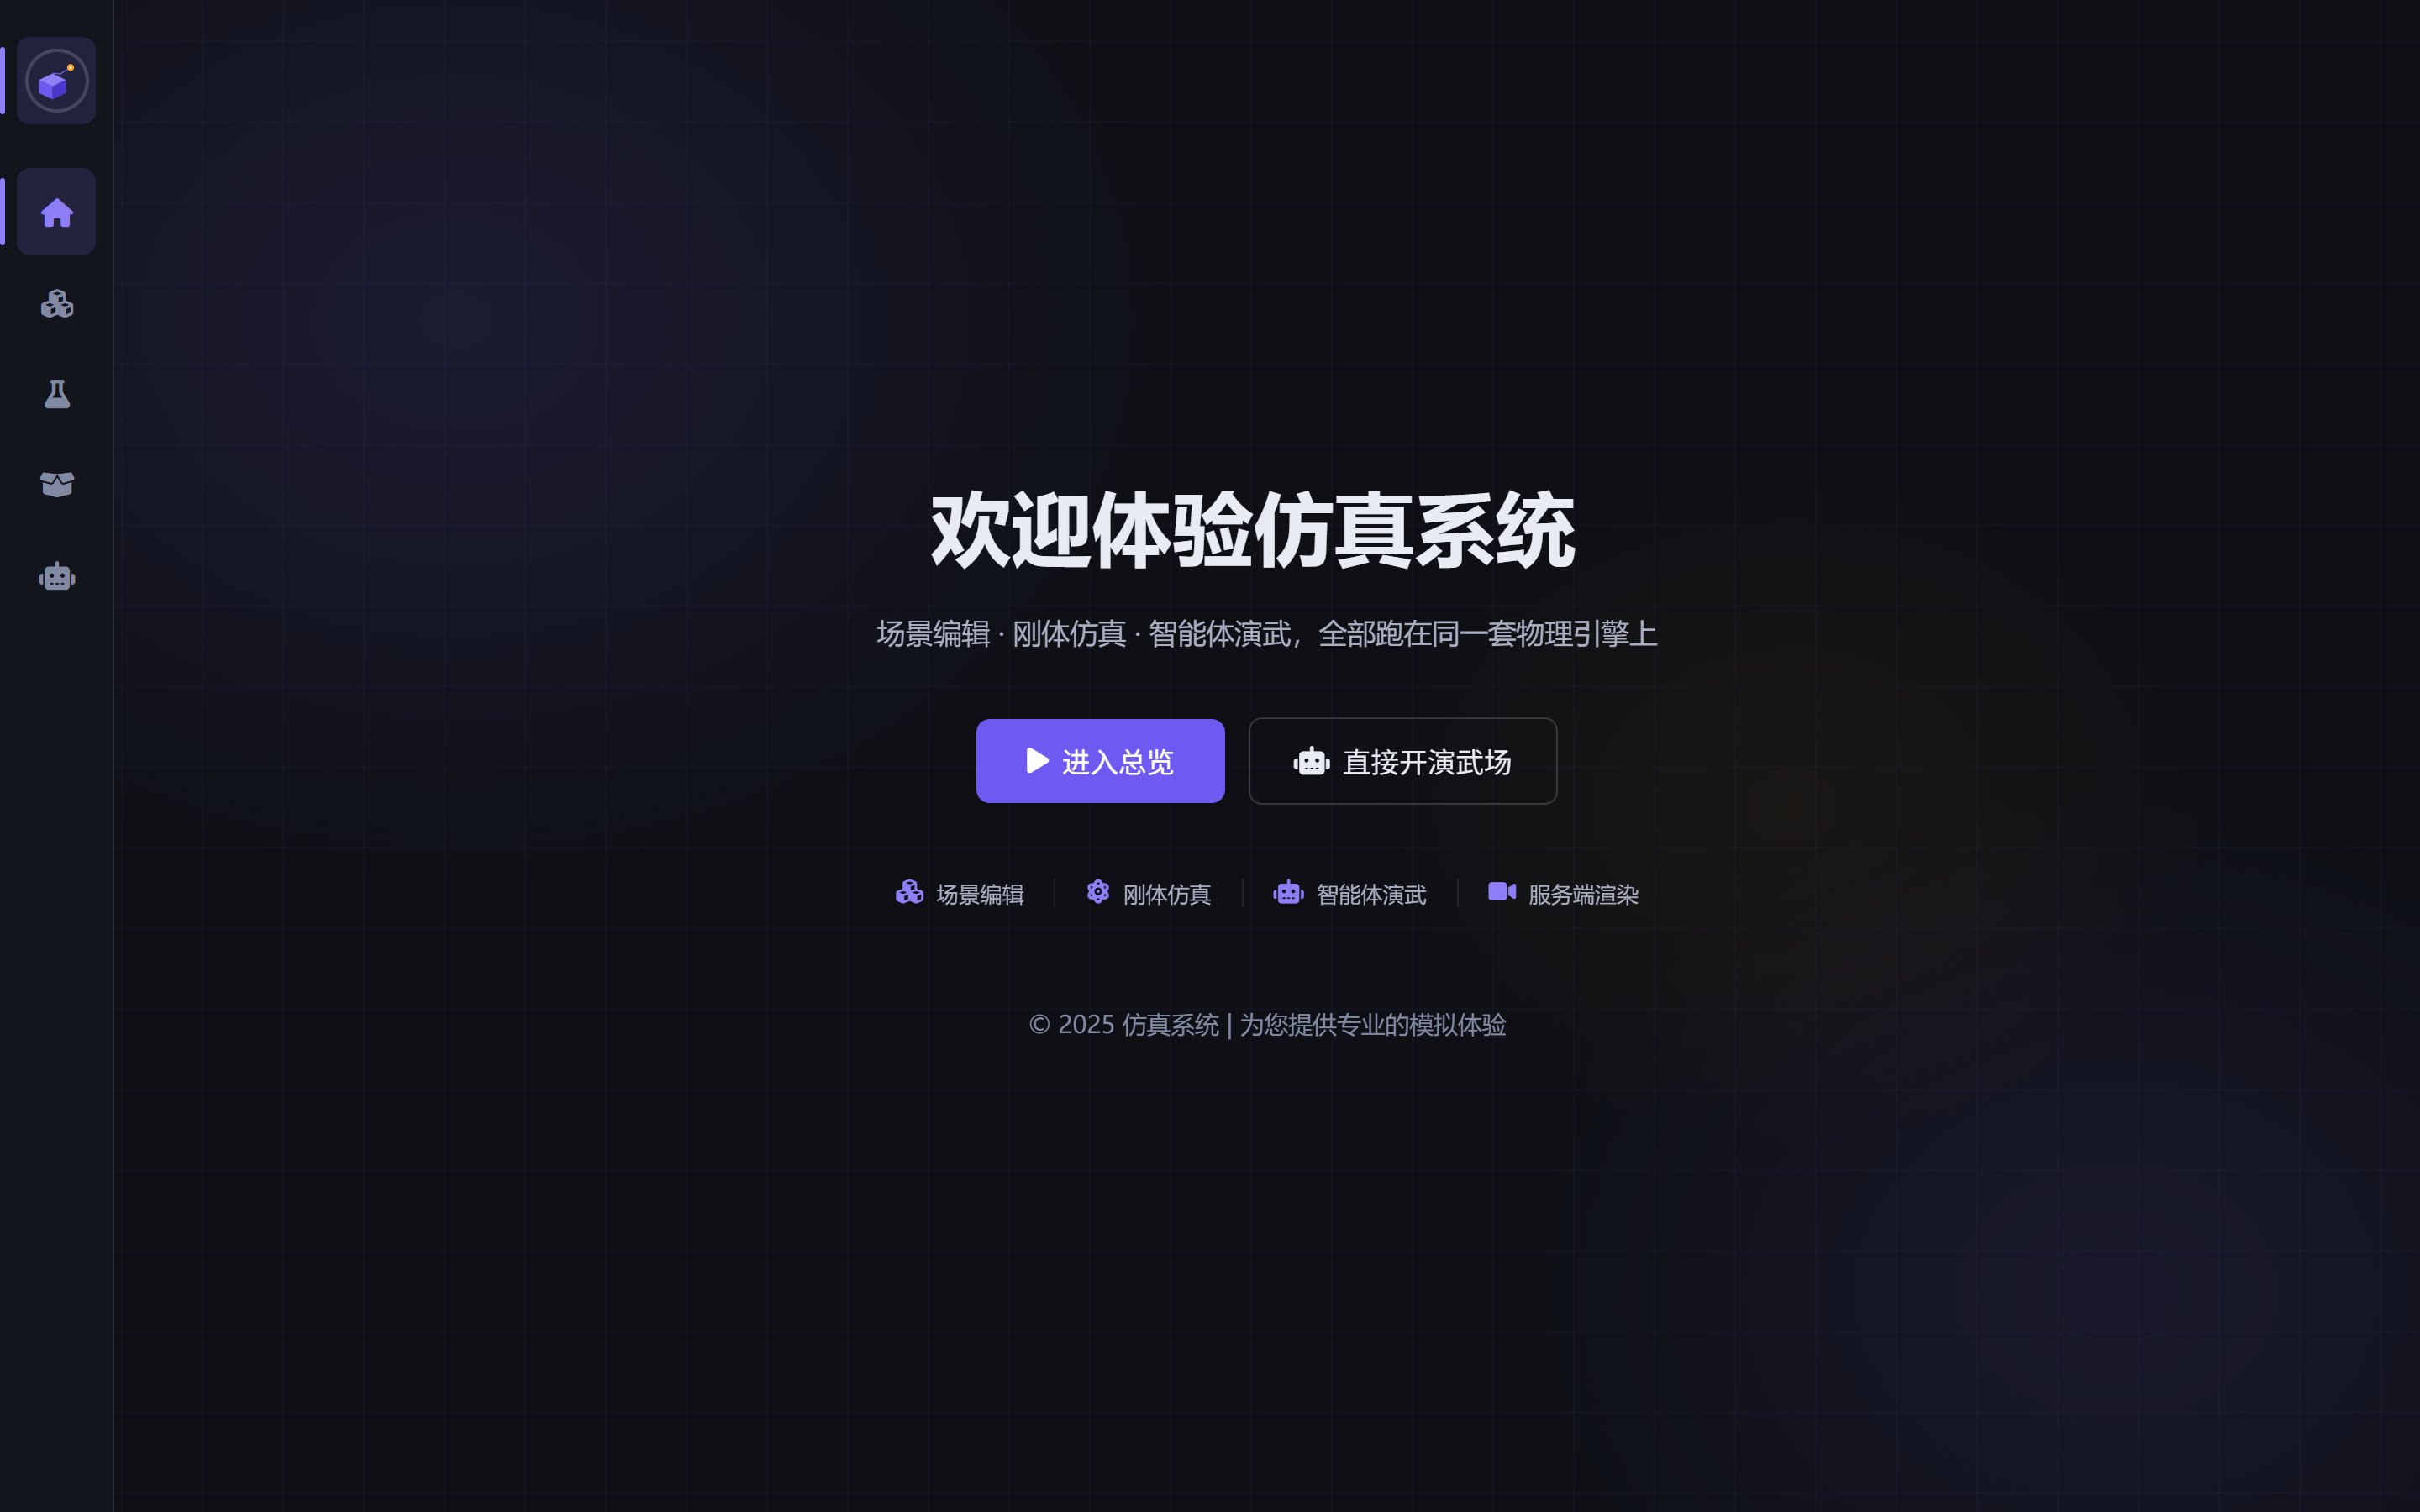 欢迎体验仿真系统
场景编辑 · 刚体仿真 · 智能体演武，全部跑在同一套物理引擎上
进入总览 直接开演武场
场景编辑 刚体仿真 智能体演武 服务端渲染
© 2025 仿真系统 | 为您提供专业的模拟体验